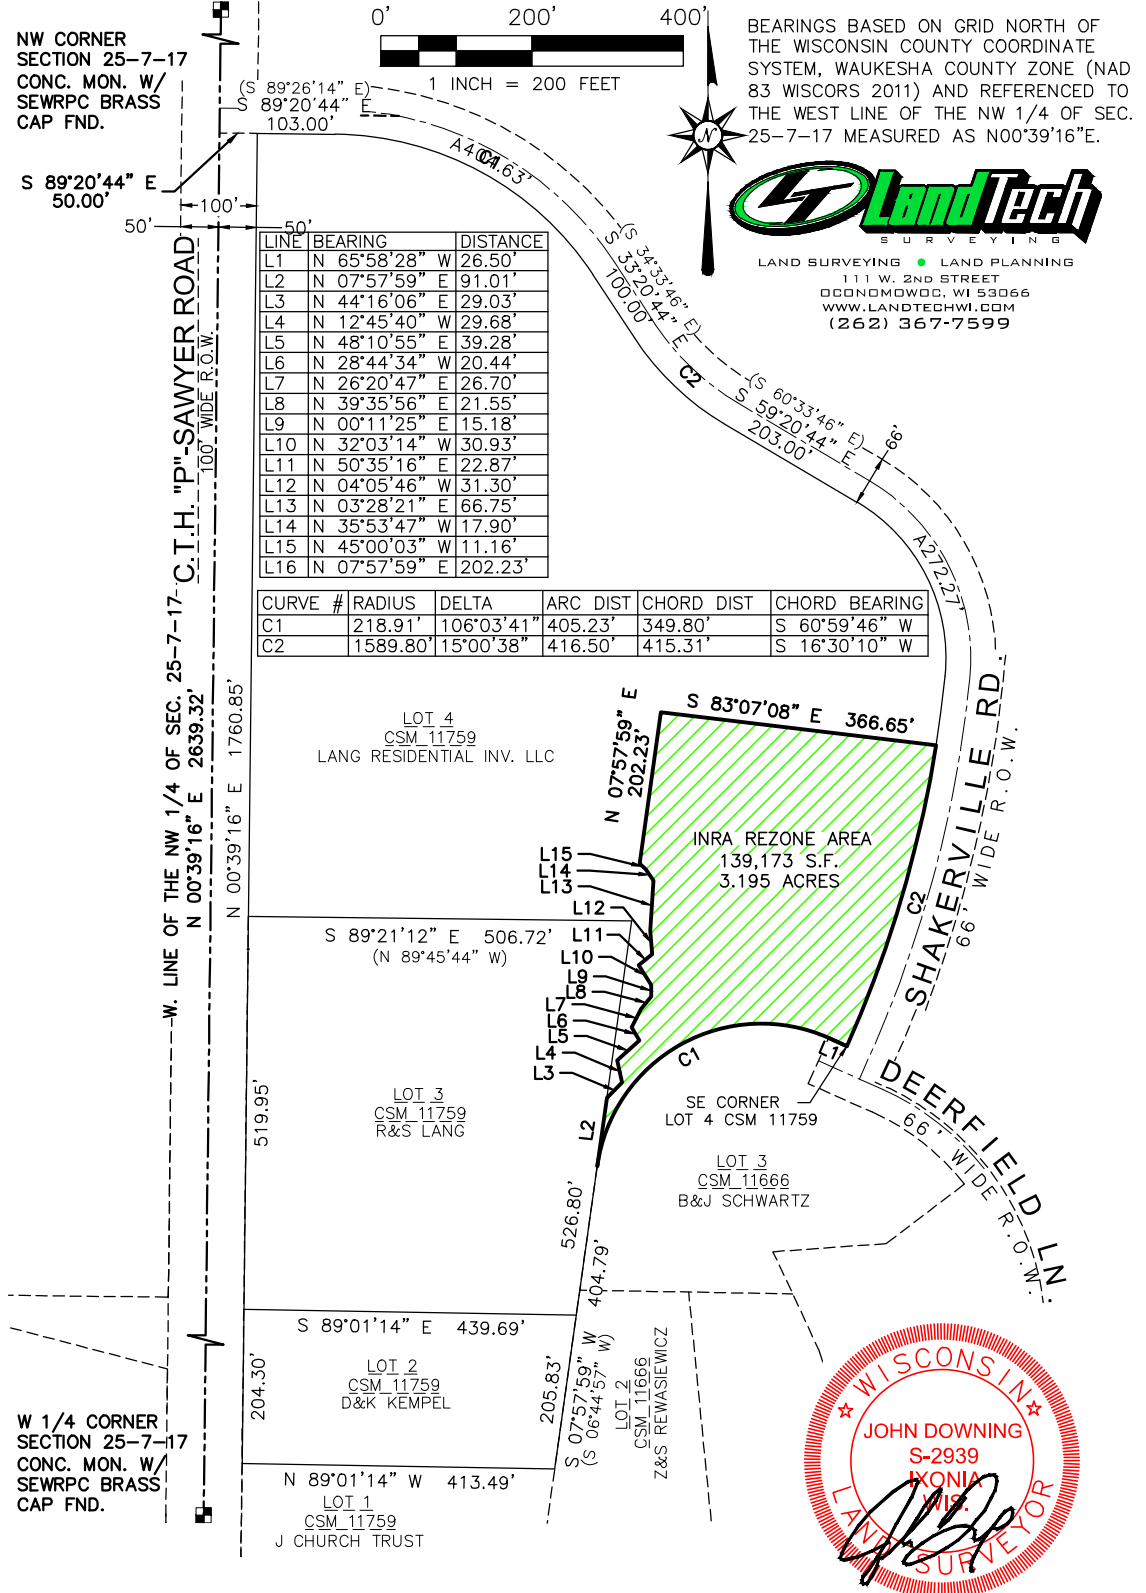 NW CORNER
SECTION 25-7-17
CONC. MON. W/
SEWRPC BRASS
CAP FND.
0'
200'
400'
1 INCH = 200 FEET
BEARINGS BASED ON GRID NORTH OF
THE WISCONSIN COUNTY COORDINATE
SYSTEM, WAUKESHA COUNTY ZONE (NAD
83 WISCORS 2011) AND REFERENCED TO
THE WEST LINE OF THE NW 1/4 OF SEC.
25-7-17 MEASURED AS N00°39'16"E.
N
LT LandTech
SURVEYING
LAND SURVEYING • LAND PLANNING
111 W. 2ND STREET
OCONOMOWOC, WI 53066
WWW.LANDTECHWI.COM
(262) 367-7599
(S 89°26'14" E)
S 89°20'44" E
103.00'
S 89°20'44" E
50.00'
100'
50'
50'
C1
(S 34°33'46" E)
S 33°20'44" E
100.00'
C2
(S 60°33'46" E)
S 59°20'44" E
203.00'
66'
A272.27'
LINE BEARING DISTANCE
L1 N 65°58'28" W 26.50'
L2 N 07°57'59" E 91.01'
L3 N 44°16'06" E 29.03'
L4 N 12°45'40" W 29.68'
L5 N 48°10'55" E 39.28'
L6 N 28°44'34" W 20.44'
L7 N 26°20'47" E 26.70'
L8 N 39°35'56" E 21.55'
L9 N 00°11'25" E 15.18'
L10 N 32°03'14" W 30.93'
L11 N 50°35'16" E 22.87'
L12 N 04°05'46" W 31.30'
L13 N 03°28'21" E 66.75'
L14 N 35°53'47" W 17.90'
L15 N 45°00'03" W 11.16'
L16 N 07°57'59" E 202.23'
CURVE # RADIUS DELTA ARC DIST CHORD DIST CHORD BEARING
C1 218.91' 106°03'41" 405.23' 349.80' S 60°59'46" W
C2 1589.80' 15°00'38" 416.50' 415.31' S 16°30'10" W
C.T.H. "P"-SAWYER ROAD
100' WIDE R.O.W.
W. LINE OF THE NW 1/4 OF SEC. 25-7-17
N 00°39'16" E 2639.32'
N 00°39'16" E 1760.85'
LOT 4
CSM 11759
LANG RESIDENTIAL INV. LLC
N 07°57'59" E
202.23'
S 83°07'08" E 366.65'
INRA REZONE AREA
139,173 S.F.
3.195 ACRES
SHAKERVILLE RD.
66' WIDE R.O.W.
C2
L15
L14
L13
L12
L11
L10
L9
L8
L7
L6
L5
L4
L3
L2
C1
L1
S 89°21'12" E 506.72'
(N 89°45'44" W)
519.95'
LOT 3
CSM 11759
R&S LANG
SE CORNER
LOT 4 CSM 11759
DEERFIELD LN.
66' WIDE R.O.W.
LOT 3
CSM 11666
B&J SCHWARTZ
526.80'
404.79'
S 89°01'14" E 439.69'
204.30'
LOT 2
CSM 11759
D&K KEMPEL
205.83'
S 07°57'59" W
(S 06°44'57" W)
LOT 2
CSM 11666
Z&S REWASIEWICZ
N 89°01'14" W 413.49'
LOT 1
CSM 11759
J CHURCH TRUST
W 1/4 CORNER
SECTION 25-7-17
CONC. MON. W/
SEWRPC BRASS
CAP FND.
WISCONSIN
JOHN DOWNING
S-2939
IXONIA
WIS.
LAND SURVEYOR